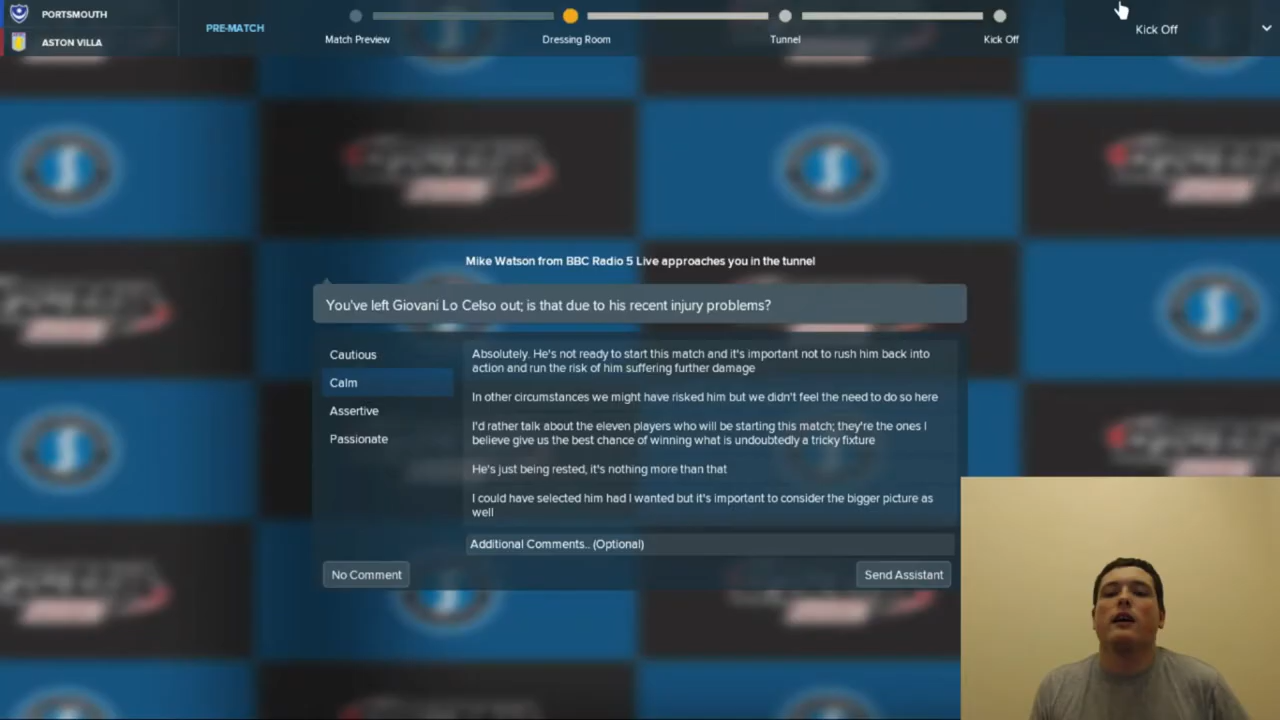 PORTSMOUTH
ASTON VILLA
PRE-MATCH
Match Preview
Dressing Room
Tunnel
Kick Off
Kick Off
Mike Watson from BBC Radio 5 Live approaches you in the tunnel
You've left Giovani Lo Celso out; is that due to his recent injury problems?
Cautious
Calm
Assertive
Passionate
Absolutely. He's not ready to start this match and it's important not to rush him back into
action and run the risk of him suffering further damage
In other circumstances we might have risked him but we didn't feel the need to do so here
I'd rather talk about the eleven players who will be starting this match; they're the ones I
believe give us the best chance of winning what is undoubtedly a tricky fixture
He's just being rested, it's nothing more than that
I could have selected him had I wanted but it's important to consider the bigger picture as
well
Additional Comments.. (Optional)
No Comment
Send Assistant